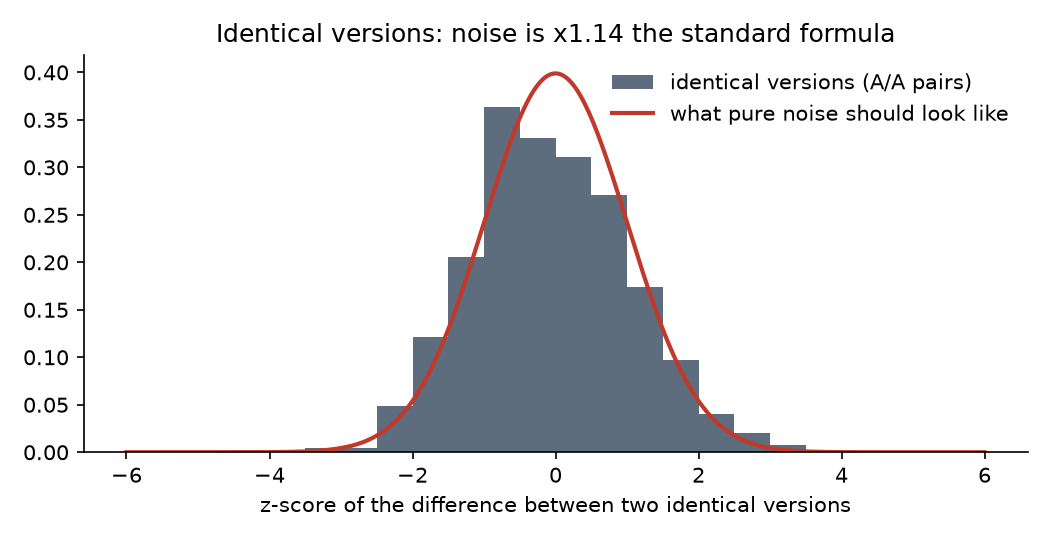 Identical versions: noise is x1.14 the standard formula
identical versions (A/A pairs)
what pure noise should look like
0.40
0.35
0.30
0.25
0.20
0.15
0.10
0.05
0.00
−6 −4 −2 0 2 4 6
z-score of the difference between two identical versions